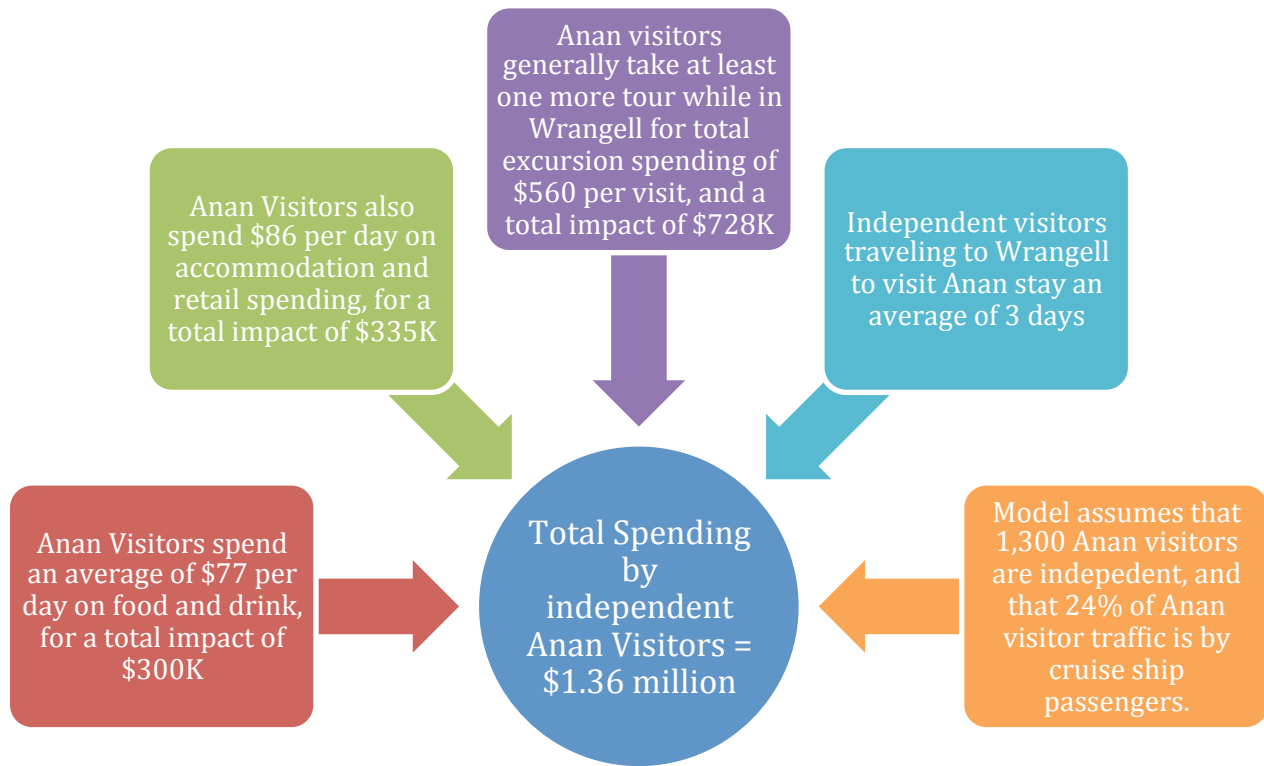 Anan visitors
generally take at least
one more tour while in
Wrangell for total
excursion spending of
$560 per visit, and a
total impact of $728K
Anan Visitors also
spend $86 per day on
accommodation and
retail spending, for a
total impact of $335K
Independent visitors
traveling to Wrangell
to visit Anan stay an
average of 3 days
Anan Visitors spend
an average of $77 per
day on food and drink,
for a total impact of
$300K
Total Spending
by
independent
Anan Visitors =
$1.36 million
Model assumes that
1,300 Anan visitors
are indepedent, and
that 24% of Anan
visitor traffic is by
cruise ship
passengers.